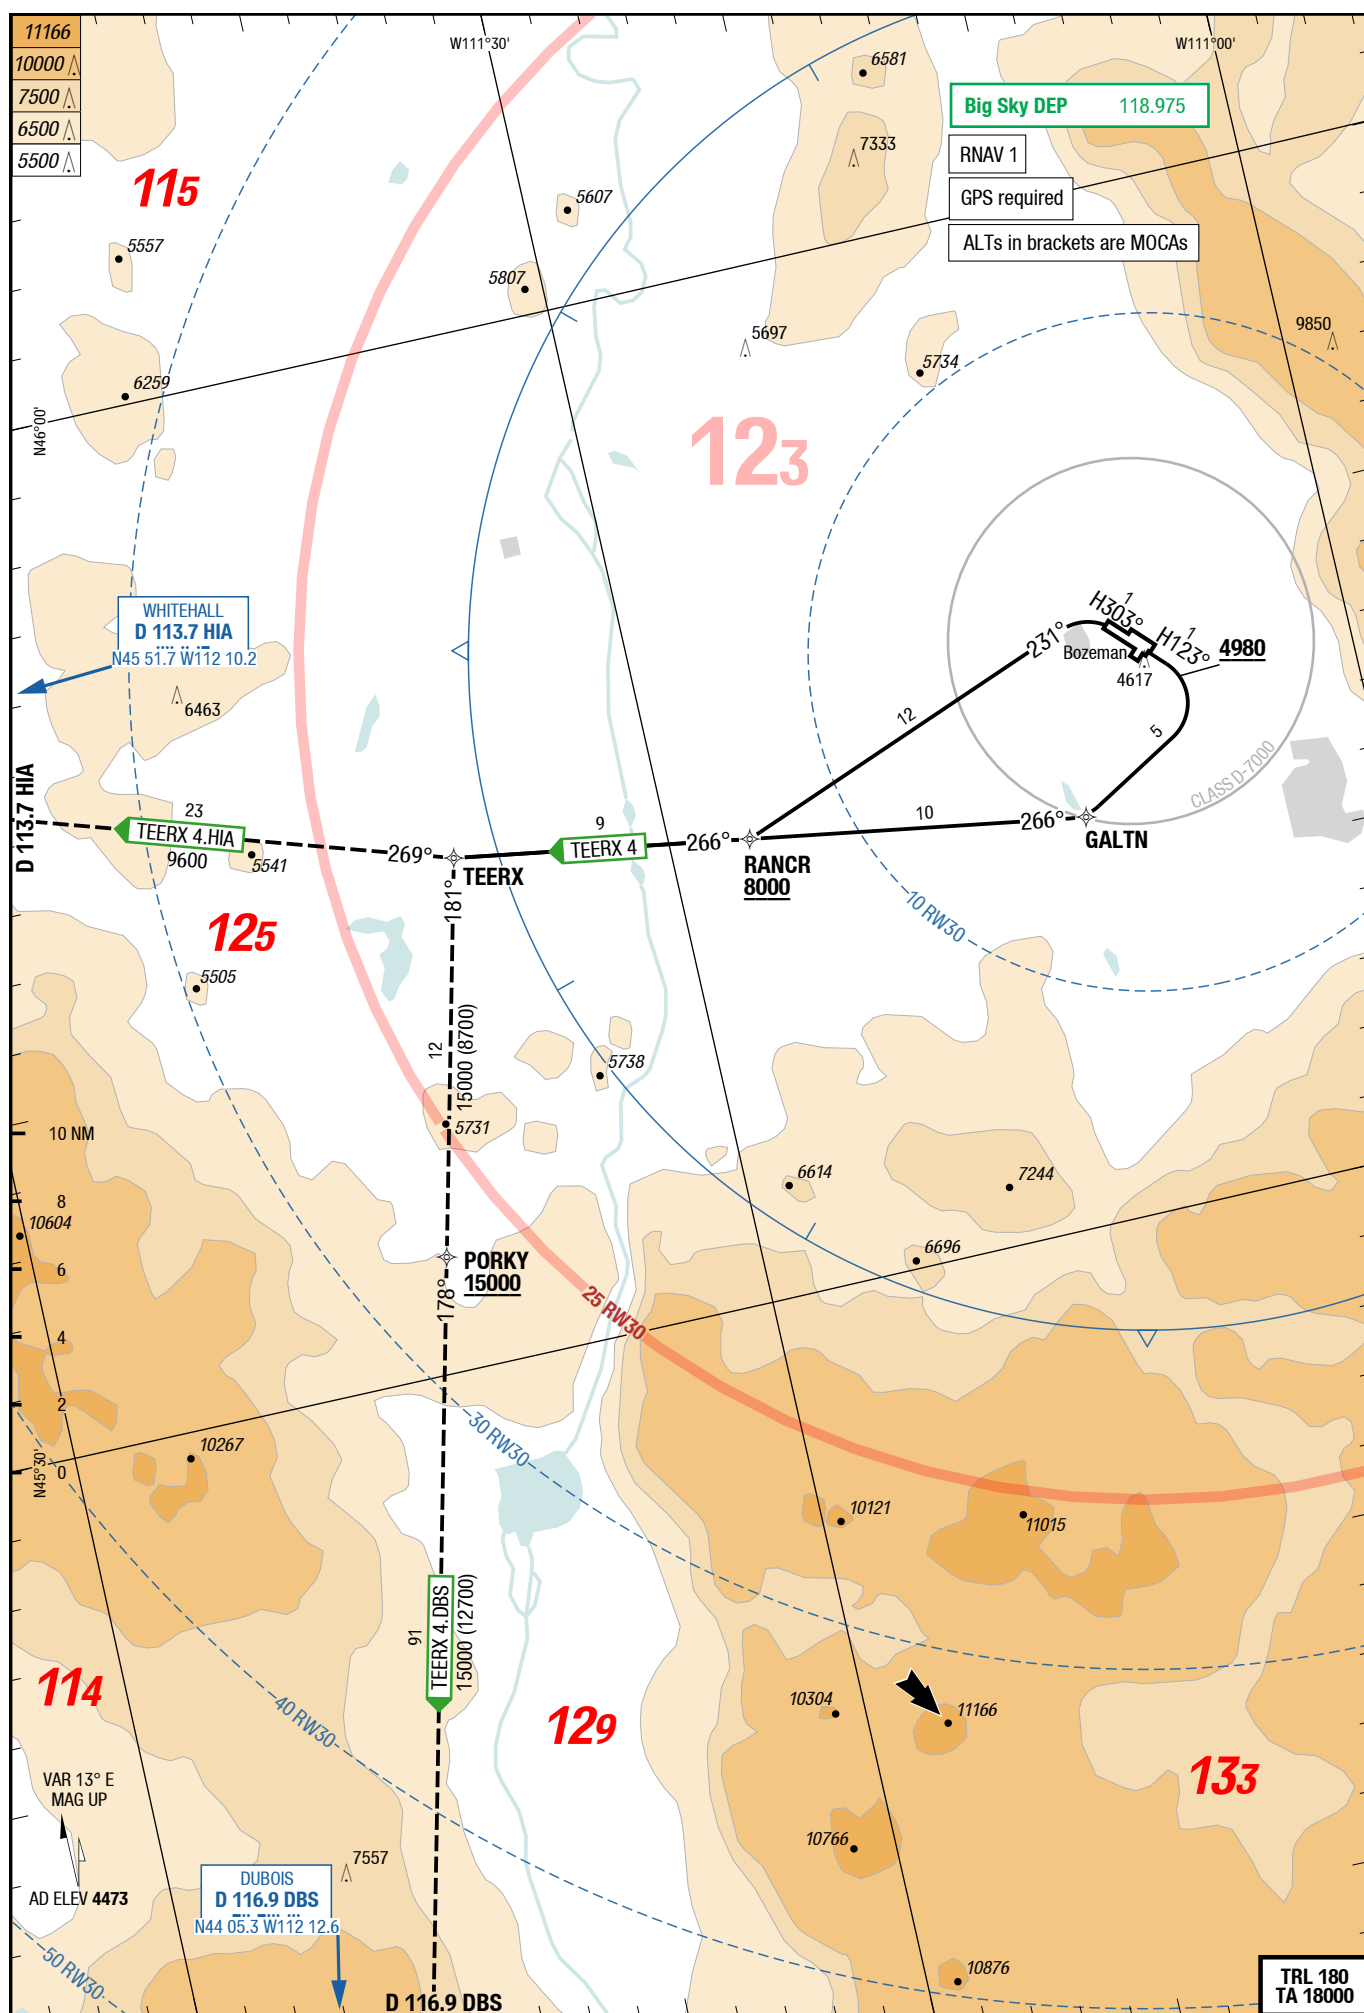 11166
10000
7500
6500
5500
W111°30'
W111°00'
6581
Big Sky DEP 118.975
7333
RNAV 1
GPS required
ALTs in brackets are MOCAs
115
5607
5557
5807
5697
9850
5734
6259
N46°00'
123
WHITEHALL
D 113.7 HIA
N45 51.7 W112 10.2
6463
1
H303°
1
H123°
231°
Bozeman
4980
4617
12
5
CLASS D-7000
D 113.7 HIA
23
TEERX 4.HIA
9600
5541
269°
TEERX
9
TEERX 4
266°
RANCR
8000
10
266°
GALTN
10 RW30
181°
125
5505
12
15000 (8700)
5738
5731
10 NM
8
6
4
2
0
10604
6614
7244
6696
PORKY
15000
178°
25 RW30
30 RW30
10267
N45°30'
10121
11015
91
TEERX 4.DBS
15000 (12700)
114
129
10304
11166
133
40 RW30
VAR 13° E
MAG UP
AD ELEV 4473
7557
10766
DUBOIS
D 116.9 DBS
N44 05.3 W112 12.6
50 RW30
D 116.9 DBS
10876
TRL 180
TA 18000